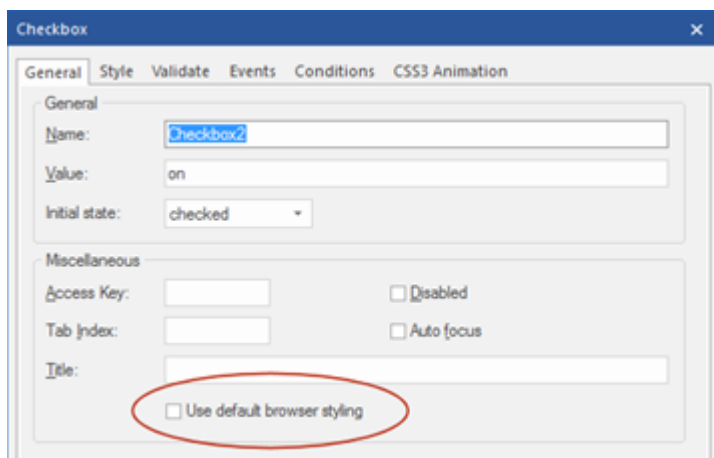 Checkbox
General Style Validate Events Conditions CSS3 Animation
General
Name: Checkbox2
Value: on
Initial state: checked
Miscellaneous
Access Key: Disabled
Tab Index: Auto focus
Title:
Use default browser styling